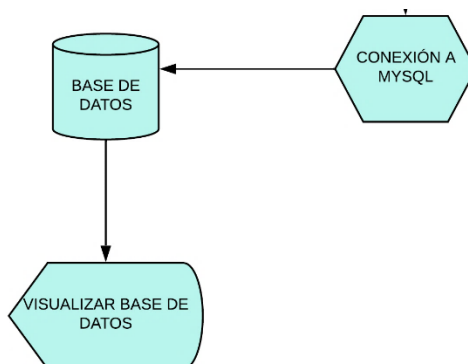 BASE DE
DATOS
CONEXIÓN A
MYSQL
VISUALIZAR BASE DE
DATOS